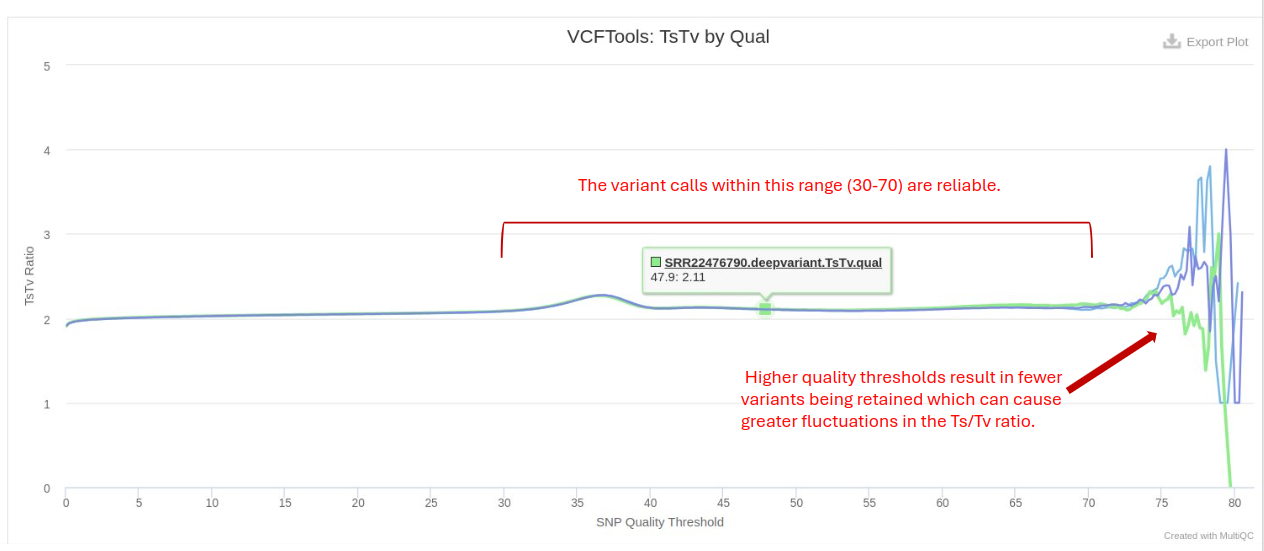 VCFTools: TsTv by Qual
Export Plot
5
4
3
2
1
0
TsTv Ratio
The variant calls within this range (30-70) are reliable.
SRR22476790.deepvariant.TsTv.qual
47.9: 2.11
Higher quality thresholds result in fewer
variants being retained which can cause
greater fluctuations in the Ts/Tv ratio.
0 5 10 15 20 25 30 35 40 45 50 55 60 65 70 75 80
SNP Quality Threshold
Created with MultiQC